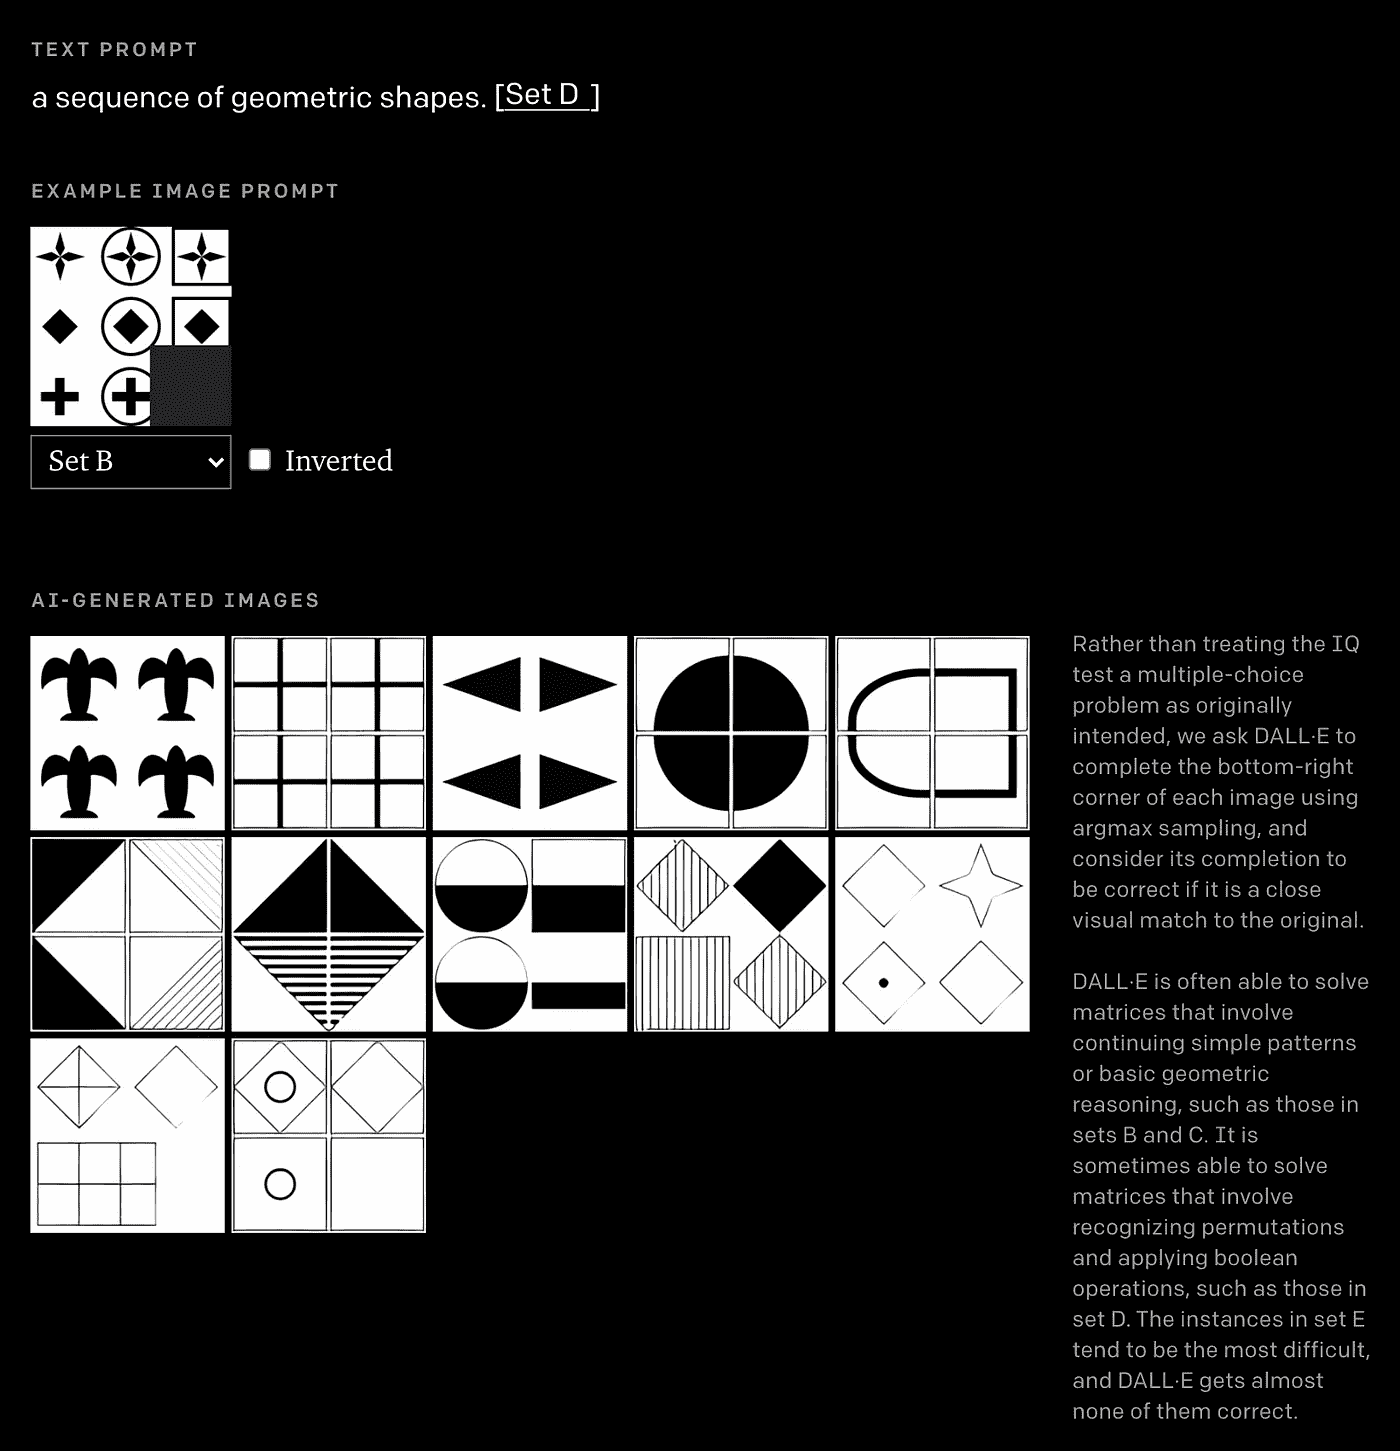 TEXT PROMPT
a sequence of geometric shapes. [Set D ]
EXAMPLE IMAGE PROMPT
Set B
Inverted
AI-GENERATED IMAGES
Rather than treating the IQ
test a multiple-choice
problem as originally
intended, we ask DALL·E to
complete the bottom-right
corner of each image using
argmax sampling, and
consider its completion to
be correct if it is a close
visual match to the original.
DALL·E is often able to solve
matrices that involve
continuing simple patterns
or basic geometric
reasoning, such as those in
sets B and C. It is
sometimes able to solve
matrices that involve
recognizing permutations
and applying boolean
operations, such as those in
set D. The instances in set E
tend to be the most difficult,
and DALL·E gets almost
none of them correct.